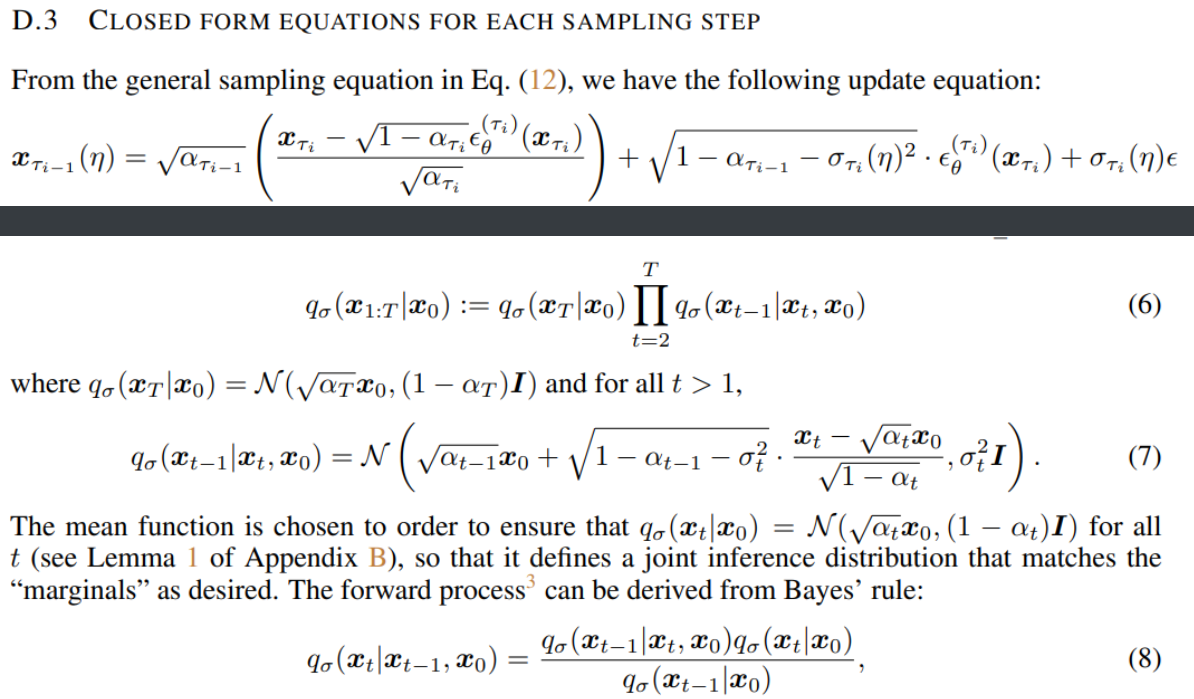 D.3 CLOSED FORM EQUATIONS FOR EACH SAMPLING STEP
From the general sampling equation in Eq. (12), we have the following update equation:
$\boldsymbol{x}_{\tau_{i-1}}(\eta) = \sqrt{\alpha_{\tau_{i-1}}} \left( \frac{\boldsymbol{x}_{\tau_i} - \sqrt{1 - \alpha_{\tau_i}} \epsilon_\theta^{(\tau_i)}(\boldsymbol{x}_{\tau_i})}{\sqrt{\alpha_{\tau_i}}} \right) + \sqrt{1 - \alpha_{\tau_{i-1}} - \sigma_{\tau_i}(\eta)^2} \cdot \epsilon_\theta^{(\tau_i)}(\boldsymbol{x}_{\tau_i}) + \sigma_{\tau_i}(\eta)\epsilon$
$q_\sigma(\boldsymbol{x}_{1:T}|\boldsymbol{x}_0) := q_\sigma(\boldsymbol{x}_T|\boldsymbol{x}_0) \prod_{t=2}^{T} q_\sigma(\boldsymbol{x}_{t-1}|\boldsymbol{x}_t, \boldsymbol{x}_0)$ (6)
where $q_\sigma(\boldsymbol{x}_T|\boldsymbol{x}_0) = \mathcal{N}(\sqrt{\alpha_T}\boldsymbol{x}_0, (1 - \alpha_T)\boldsymbol{I})$ and for all $t > 1$,
$q_\sigma(\boldsymbol{x}_{t-1}|\boldsymbol{x}_t, \boldsymbol{x}_0) = \mathcal{N}\left( \sqrt{\alpha_{t-1}}\boldsymbol{x}_0 + \sqrt{1 - \alpha_{t-1} - \sigma_t^2} \cdot \frac{\boldsymbol{x}_t - \sqrt{\alpha_t}\boldsymbol{x}_0}{\sqrt{1 - \alpha_t}}, \sigma_t^2 \boldsymbol{I} \right).$ (7)
The mean function is chosen to order to ensure that $q_\sigma(\boldsymbol{x}_t|\boldsymbol{x}_0) = \mathcal{N}(\sqrt{\alpha_t}\boldsymbol{x}_0, (1 - \alpha_t)\boldsymbol{I})$ for all
$t$ (see Lemma 1 of Appendix B), so that it defines a joint inference distribution that matches the
“marginals” as desired. The forward process$^3$ can be derived from Bayes’ rule:
$q_\sigma(\boldsymbol{x}_t|\boldsymbol{x}_{t-1}, \boldsymbol{x}_0) = \frac{q_\sigma(\boldsymbol{x}_{t-1}|\boldsymbol{x}_t, \boldsymbol{x}_0) q_\sigma(\boldsymbol{x}_t|\boldsymbol{x}_0)}{q_\sigma(\boldsymbol{x}_{t-1}|\boldsymbol{x}_0)},$ (8)